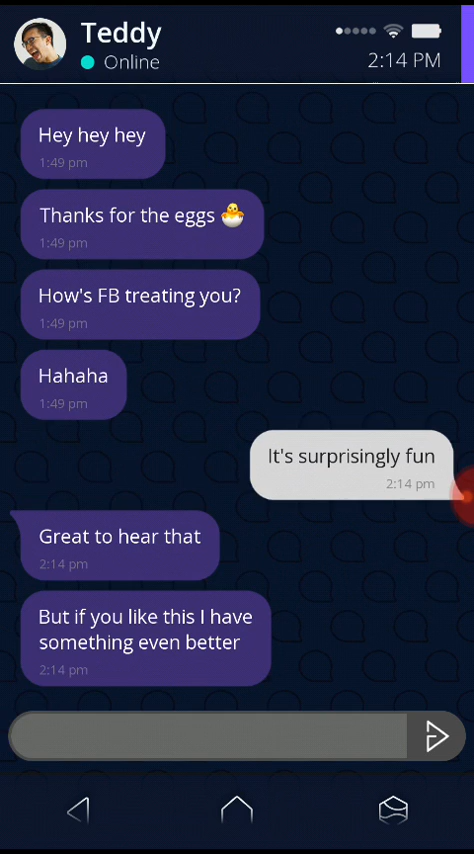 Teddy
Online
2:14 PM
Hey hey hey
1:49 pm
Thanks for the eggs 🐣
1:49 pm
How's FB treating you?
1:49 pm
Hahaha
1:49 pm
It's surprisingly fun
2:14 pm
Great to hear that
2:14 pm
But if you like this I have
something even better
2:14 pm